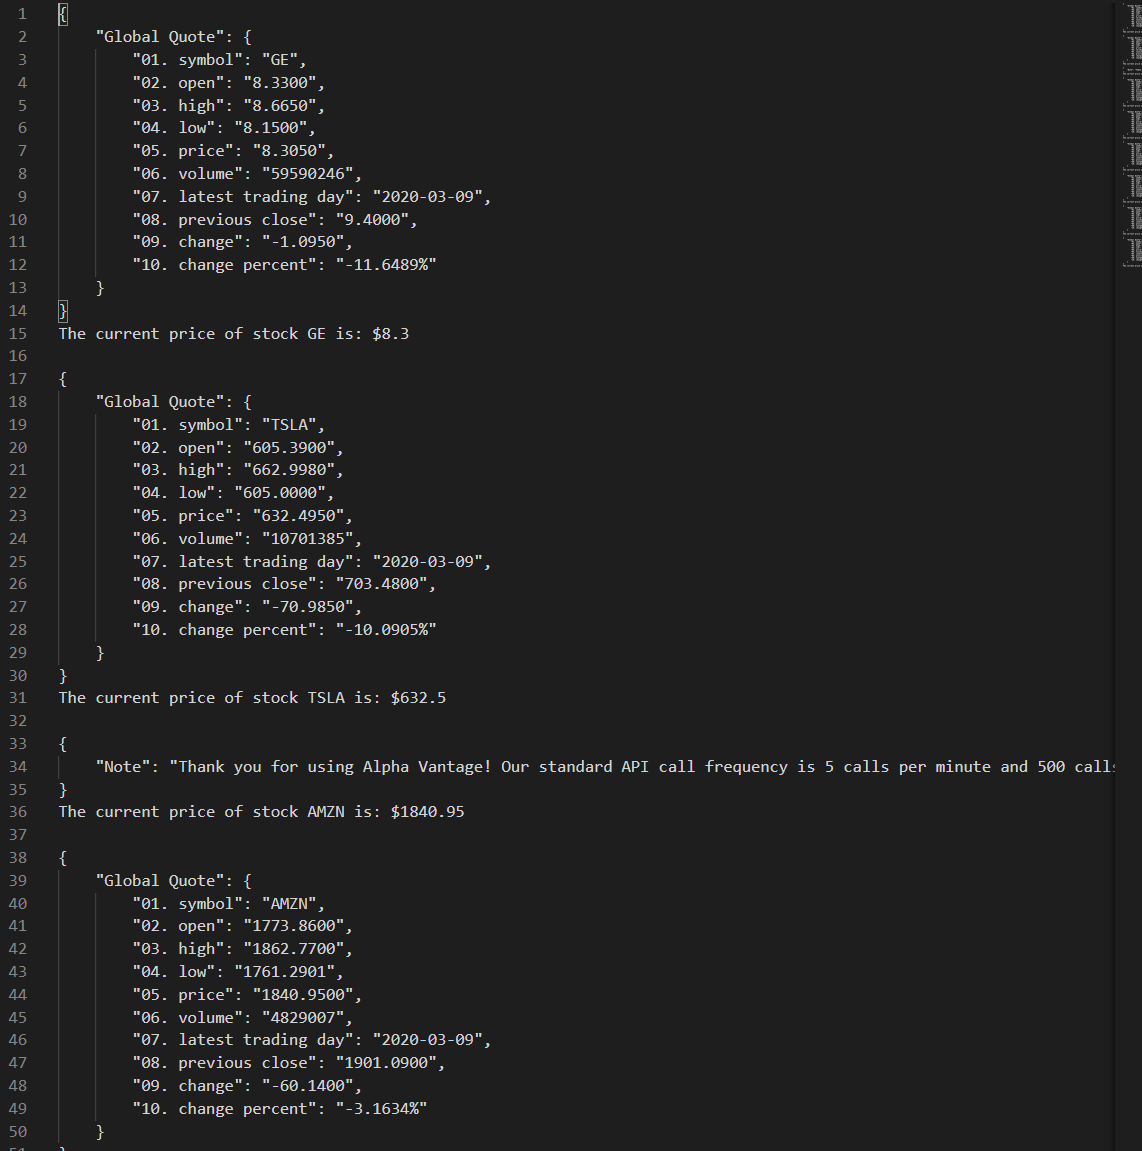 1 {
2 "Global Quote": {
3 "01. symbol": "GE",
4 "02. open": "8.3300",
5 "03. high": "8.6650",
6 "04. low": "8.1500",
7 "05. price": "8.3050",
8 "06. volume": "59590246",
9 "07. latest trading day": "2020-03-09",
10 "08. previous close": "9.4000",
11 "09. change": "-1.0950",
12 "10. change percent": "-11.6489%"
13 }
14 }
15 The current price of stock GE is: $8.3
16
17 {
18 "Global Quote": {
19 "01. symbol": "TSLA",
20 "02. open": "605.3900",
21 "03. high": "662.9980",
22 "04. low": "605.0000",
23 "05. price": "632.4950",
24 "06. volume": "10701385",
25 "07. latest trading day": "2020-03-09",
26 "08. previous close": "703.4800",
27 "09. change": "-70.9850",
28 "10. change percent": "-10.0905%"
29 }
30 }
31 The current price of stock TSLA is: $632.5
32
33 {
34 "Note": "Thank you for using Alpha Vantage! Our standard API call frequency is 5 calls per minute and 500 calls
35 }
36 The current price of stock AMZN is: $1840.95
37
38 {
39 "Global Quote": {
40 "01. symbol": "AMZN",
41 "02. open": "1773.8600",
42 "03. high": "1862.7700",
43 "04. low": "1761.2901",
44 "05. price": "1840.9500",
45 "06. volume": "4829007",
46 "07. latest trading day": "2020-03-09",
47 "08. previous close": "1901.0900",
48 "09. change": "-60.1400",
49 "10. change percent": "-3.1634%"
50 }